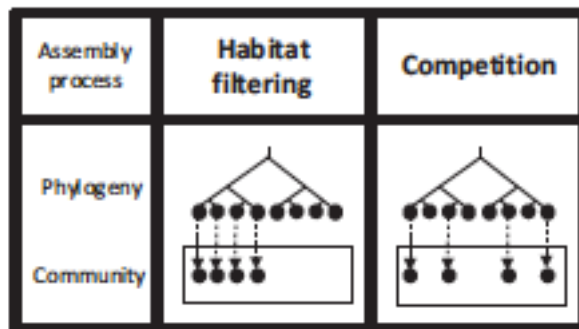 Assembly
process
Habitat
filtering
Competition
Phylogeny
Community